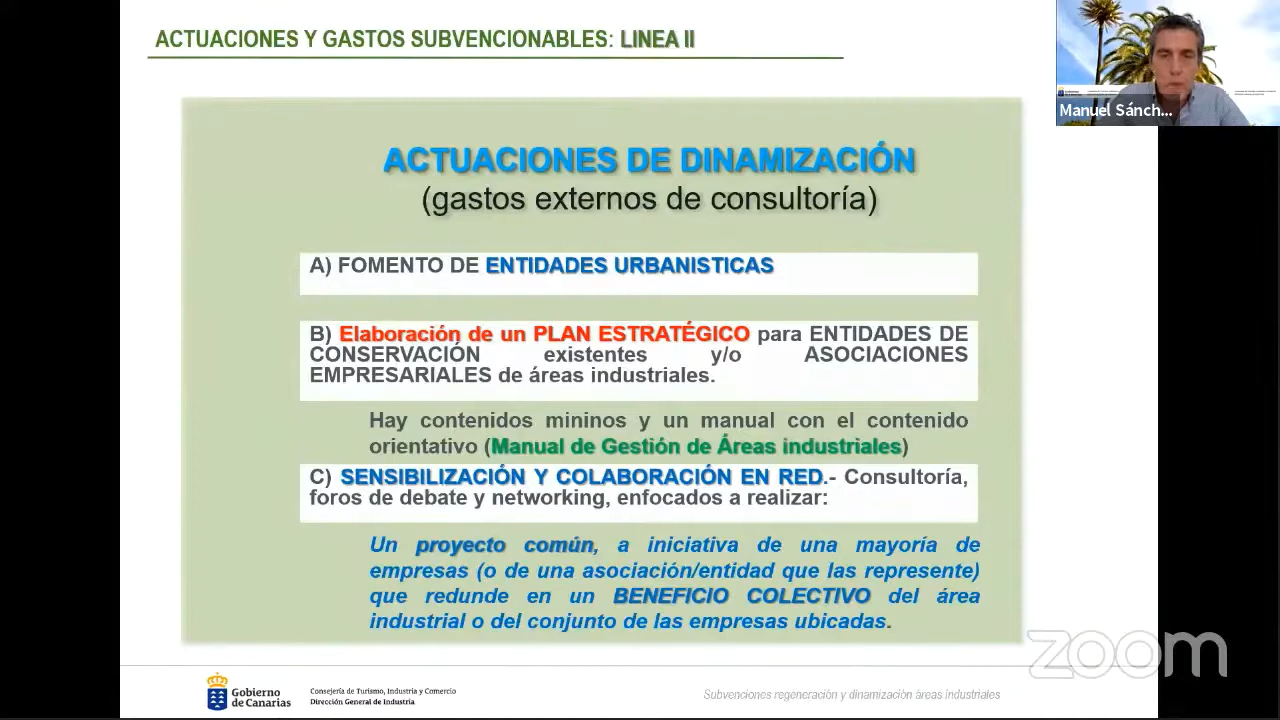 ACTUACIONES Y GASTOS SUBVENCIONABLES: LINEA II
Manuel Sánch...
ACTUACIONES DE DINAMIZACIÓN
(gastos externos de consultoría)
A) FOMENTO DE ENTIDADES URBANISTICAS
B) Elaboración de un PLAN ESTRATÉGICO para ENTIDADES DE
CONSERVACIÓN existentes y/o ASOCIACIONES
EMPRESARIALES de áreas industriales.
Hay contenidos mininos y un manual con el contenido
orientativo (Manual de Gestión de Áreas industriales)
C) SENSIBILIZACIÓN Y COLABORACIÓN EN RED.- Consultoría,
foros de debate y networking, enfocados a realizar:
Un proyecto común, a iniciativa de una mayoría de
empresas (o de una asociación/entidad que las represente)
que redunde en un BENEFICIO COLECTIVO del área
industrial o del conjunto de las empresas ubicadas.
zoom
Gobierno
de Canarias
Consejería de Turismo, Industria y Comercio
Dirección General de Industria
Subvenciones regeneración y dinamización áreas industriales